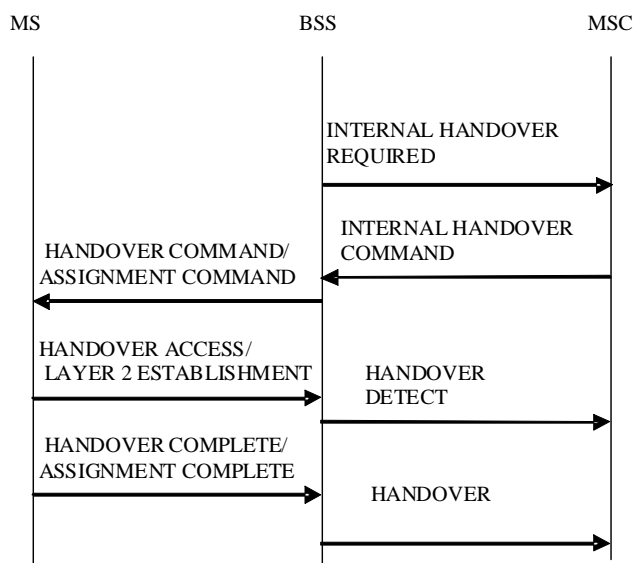 MS
BSS
MSC
INTERNAL HANDOVER
REQUIRED
INTERNAL HANDOVER
COMMAND
HANDOVER COMMAND/
ASSIGNMENT COMMAND
HANDOVER ACCESS/
LAYER 2 ESTABLISHMENT
HANDOVER
DETECT
HANDOVER COMPLETE/
ASSIGNMENT COMPLETE
HANDOVER